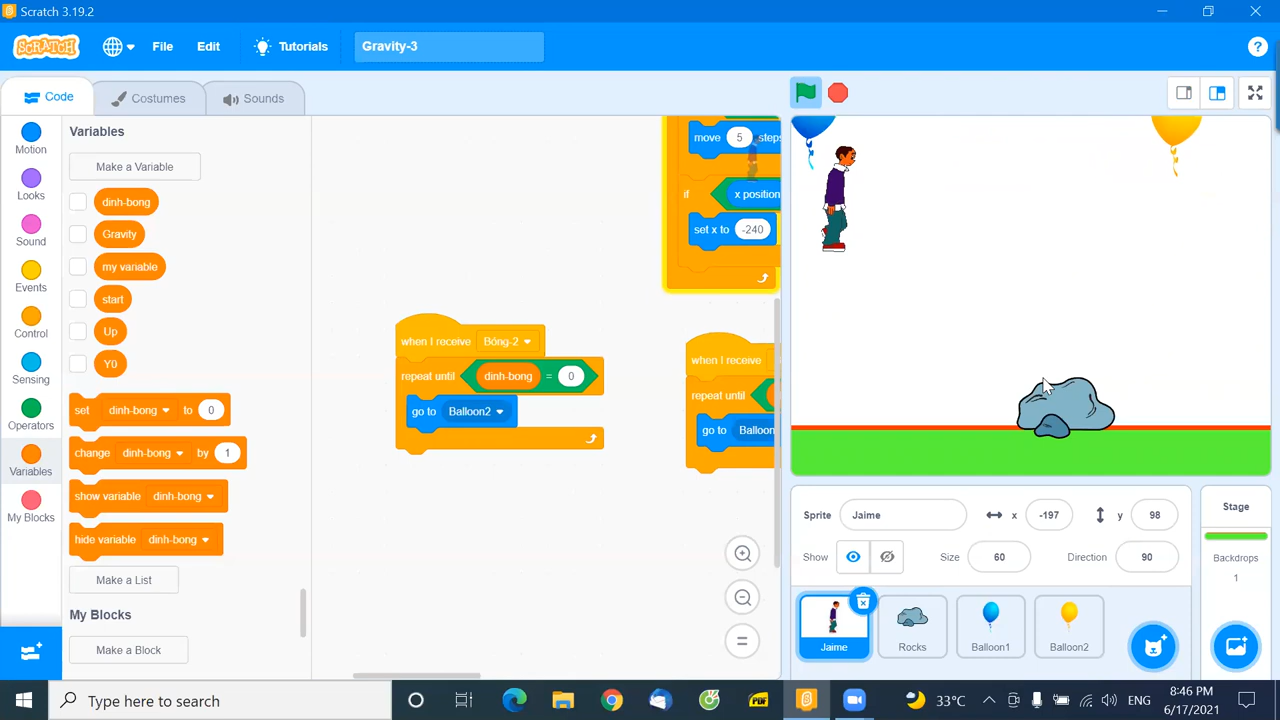 Scratch 3.19.2
SCRATCH File Edit Tutorials Gravity-3 ?
Code Costumes Sounds
Motion
Looks
Sound
Events
Control
Sensing
Operators
Variables
My Blocks
Variables
Make a Variable
dinh-bong
Gravity
my variable
start
Up
Y0
set dinh-bong to 0
change dinh-bong by 1
show variable dinh-bong
hide variable dinh-bong
Make a List
My Blocks
Make a Block
move 5 steps
if x position
set x to -240
when I receive Bóng-2
repeat until dinh-bong = 0
go to Balloon2
when I receive
repeat until
go to Balloon
Sprite Jaime x -197 y 98
Show Size 60 Direction 90
Jaime Rocks Balloon1 Balloon2
Stage
Backdrops
1
Type here to search
PDF
33°C ENG
8:46 PM
6/17/2021